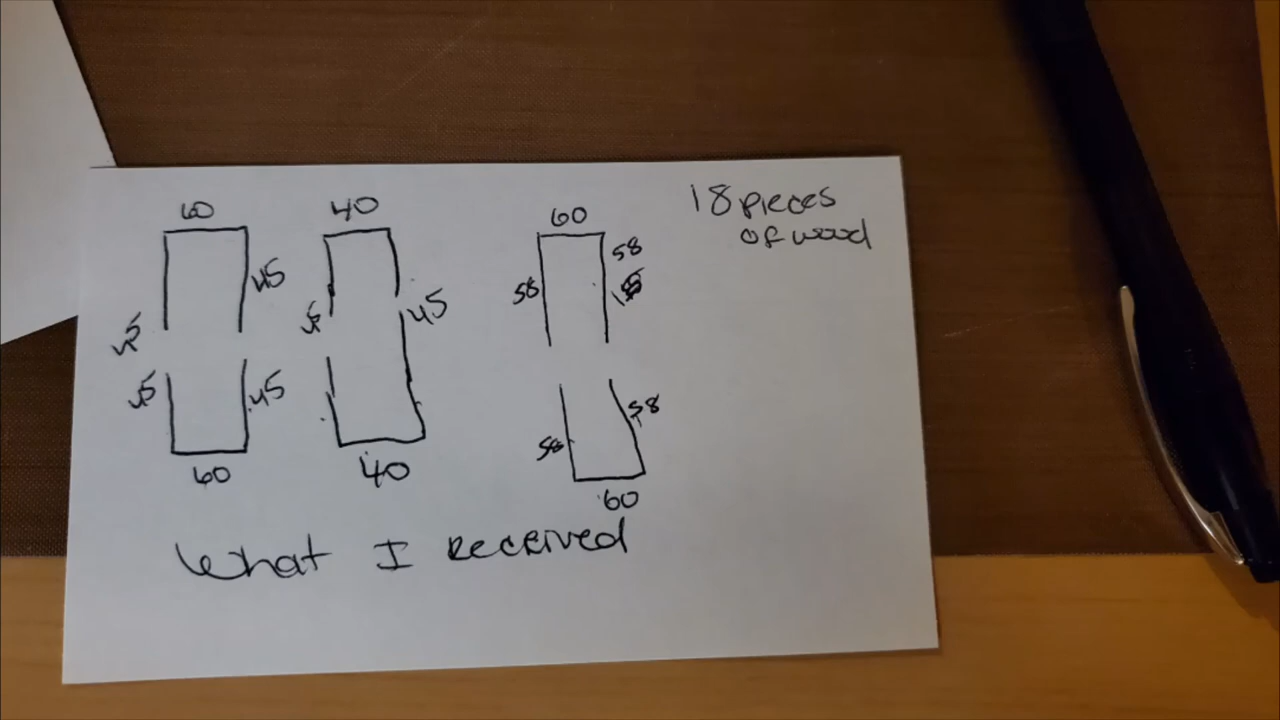 60 40 60 18 pieces
of wood
58
45 58
45 45
45
45 45 58
58
60 40
60
What I received